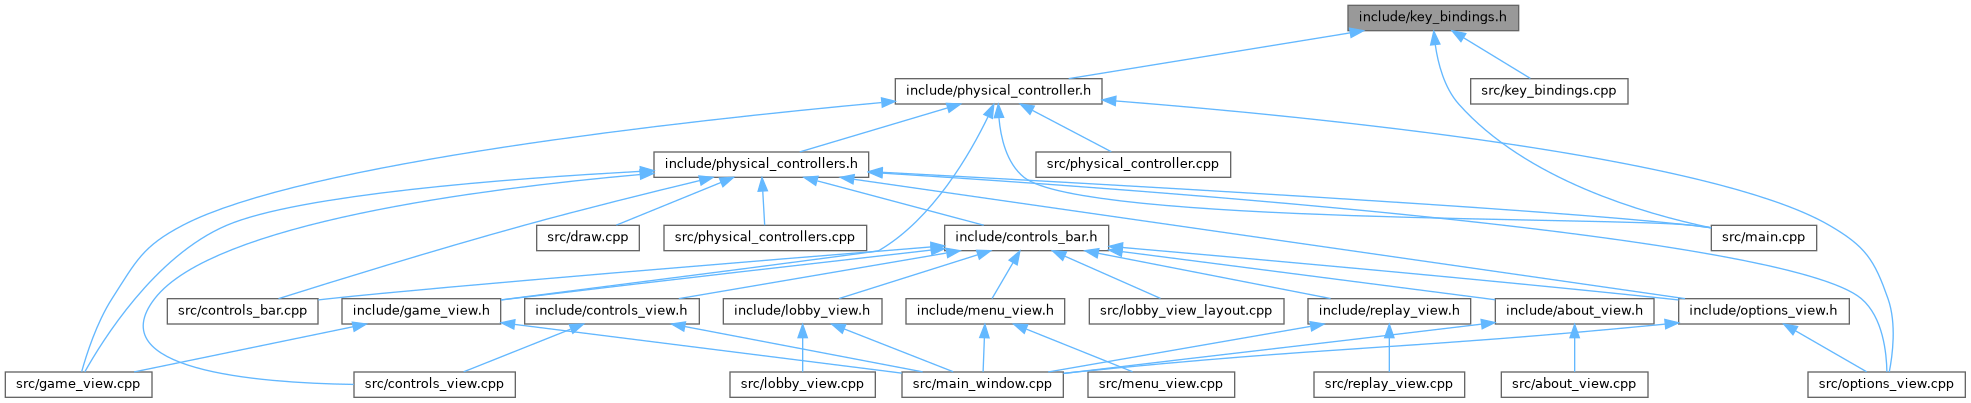 include/key_bindings.h
include/physical_controller.h
src/key_bindings.cpp
include/physical_controllers.h
src/physical_controller.cpp
src/draw.cpp
src/physical_controllers.cpp
include/controls_bar.h
src/main.cpp
src/controls_bar.cpp
include/game_view.h
include/controls_view.h
include/lobby_view.h
include/menu_view.h
src/lobby_view_layout.cpp
include/replay_view.h
include/about_view.h
include/options_view.h
src/game_view.cpp
src/controls_view.cpp
src/lobby_view.cpp
src/main_window.cpp
src/menu_view.cpp
src/replay_view.cpp
src/about_view.cpp
src/options_view.cpp